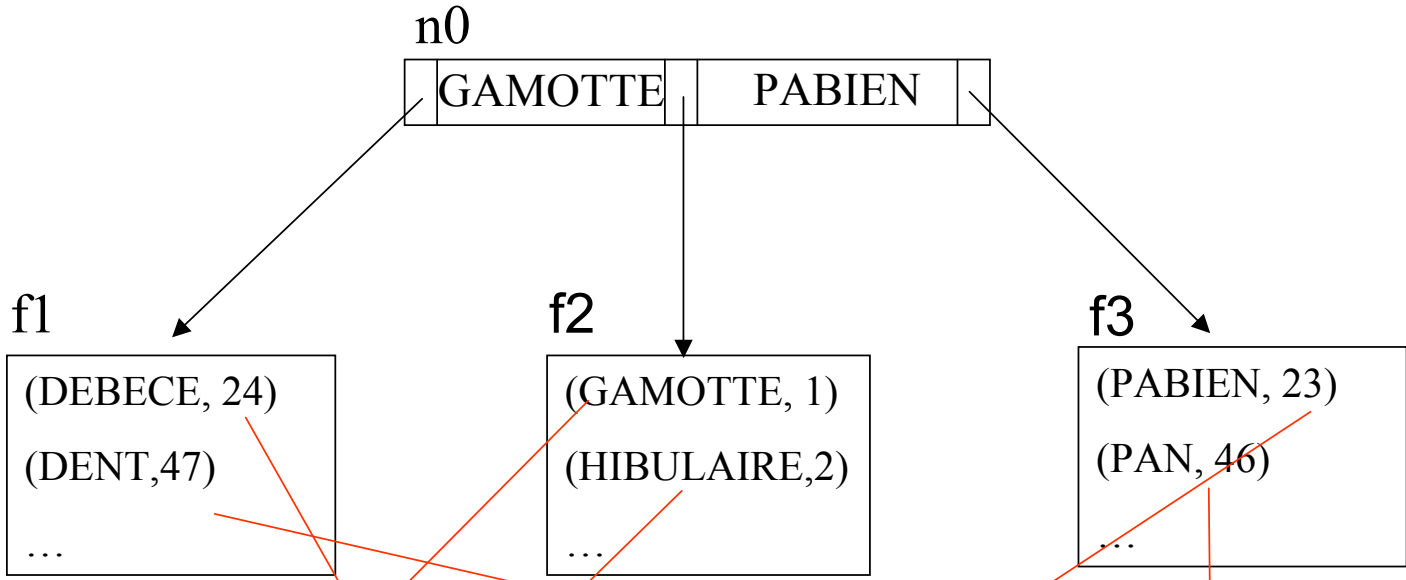 n0
GAMOTTE PABIEN
f1
(DEBECE, 24)
(DENT,47)
…
f2
(GAMOTTE, 1)
(HIBULAIRE,2)
…
f3
(PABIEN, 23)
(PAN, 46)
…